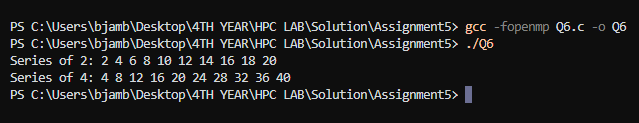 PS C:\Users\bjamb\Desktop\4TH YEAR\HPC LAB\Solution\Assignment5> gcc -fopenmp Q6.c -o Q6
PS C:\Users\bjamb\Desktop\4TH YEAR\HPC LAB\Solution\Assignment5> ./Q6
Series of 2: 2 4 6 8 10 12 14 16 18 20
Series of 4: 4 8 12 16 20 24 28 32 36 40
PS C:\Users\bjamb\Desktop\4TH YEAR\HPC LAB\Solution\Assignment5>